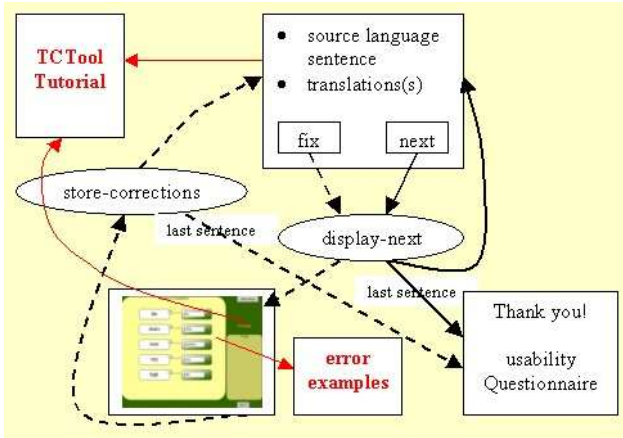 TCTool
Tutorial
● source language
sentence
● translations(s)
fix
next
store-corrections
last sentence
display-next
last sentence
Thank you!
usability
Questionnaire
error
examples